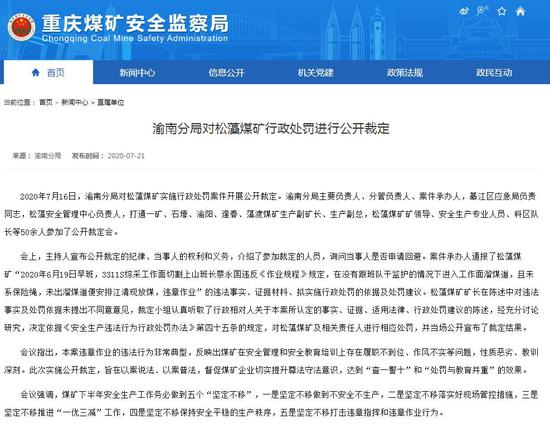 重庆煤矿安全监察局
Chongqing Coal Mine Safety Administration
首页 新闻中心 信息公开 机关党建 政策法规 政民互动
当前位置: 首页 > 新闻中心 > 直属单位
渝南分局对松藻煤矿行政处罚进行公开裁定
来源: 渝南分局 发布时间: 2020-07-21
2020年7月16日,渝南分局对松藻煤矿实施行政处罚案件开展公开裁定。渝南分局主要负责人、分管负责人、案件承办人,綦江区应急局负责
同志,松藻安全管理中心负责人,打通一矿、石壕、渝阳、逢春、藻渡煤矿生产副矿长、生产副总,松藻煤矿矿领导、安全生产专业人员、科区队
长等50余人参加了公开裁定会。
会上,主持人宣布公开裁定的纪律、当事人的权利和义务,介绍了参加裁定的人员,询问当事人是否申请回避。案件承办人通报了松藻煤
矿"2020年6月19日早班,3311S综采工作面切割上山班长蔡永国违反《作业规程》规定,在没有跟班队干监护的情况下进入工作面溜煤道,且未
系保险绳,未出溜煤道便安排江清现放煤,违章作业"的违法事实、证据材料、拟实施行政处罚的依据及处罚建议。松藻煤矿矿长在陈述中对违法
事实及处罚依据未提出不同意意见,裁定小组认真听取了行政相对人关于本案所认定的事实、证据、适用法律、行政处罚建议的陈述,经充分讨论
研究,决定依据《安全生产违法行为行政处罚办法》第四十五条的规定,对松藻煤矿及相关责任人进行相应处罚,并当场公开宣布了裁定结果。
会议指出,本案违章作业的违法行为非常典型,反映出煤矿在安全管理和安全教育培训上存在履职不到位、作风不实等问题,性质恶劣、教训
深刻。此次实施公开裁定,旨在以案说法、以案普法,督促煤矿企业切实提升尊法守法意识,达到"查一警十"和"处罚与教育并重"的效果。
会议强调,煤矿下半年安全生产工作务必做到五个"坚定不移",一是坚定不移做到不安全不生产,二是坚定不移落实好现场管控措施,三是坚
定不移推进"一优三减"工作,四是坚定不移保持安全平稳的生产秩序,五是坚定不移打击违章指挥和违章作业行为。